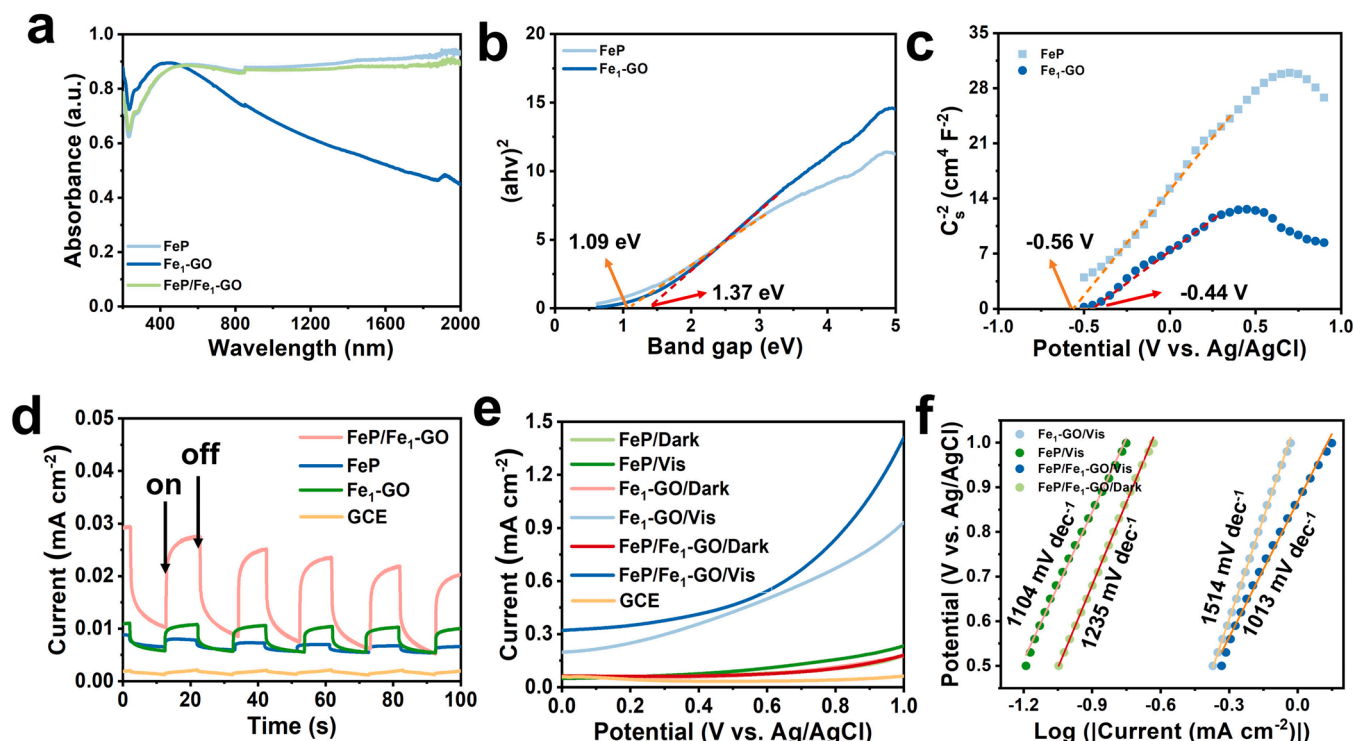 a
Absorbance (a.u.)
1.0
0.8
0.6
0.4
0.2
0.0
FeP
Fe₁-GO
FeP/Fe₁-GO
400
800
1200
1600
2000
Wavelength (nm)
b
(ahv)²
20
15
10
5
0
FeP
Fe₁-GO
1.09 eV
1.37 eV
0
1
2
3
4
5
Band gap (eV)
c
Cₛ⁻² (cm⁴ F⁻²)
36
29
22
14
7
0
FeP
Fe₁-GO
-0.56 V
-0.44 V
-1.0
-0.5
0.0
0.5
1.0
Potential (V vs. Ag/AgCl)
d
Current (mA cm⁻²)
0.05
0.04
0.03
0.02
0.01
0.00
on
off
FeP/Fe₁-GO
FeP
Fe₁-GO
GCE
0
20
40
60
80
100
Time (s)
e
Current (mA cm⁻²)
1.5
1.2
0.9
0.6
0.3
0.0
FeP/Dark
FeP/Vis
Fe₁-GO/Dark
Fe₁-GO/Vis
FeP/Fe₁-GO/Dark
FeP/Fe₁-GO/Vis
GCE
0.0
0.2
0.4
0.6
0.8
1.0
Potential (V vs. Ag/AgCl)
f
Potential (V vs. Ag/AgCl)
1.0
0.9
0.8
0.7
0.6
0.5
Fe₁-GO/Vis
FeP/Vis
FeP/Fe₁-GO/Vis
FeP/Fe₁-GO/Dark
1104 mV dec⁻¹
1235 mV dec⁻¹
1514 mV dec⁻¹
1013 mV dec⁻¹
-1.2
-0.9
-0.6
-0.3
0.0
Log (|Current (mA cm⁻²)|)